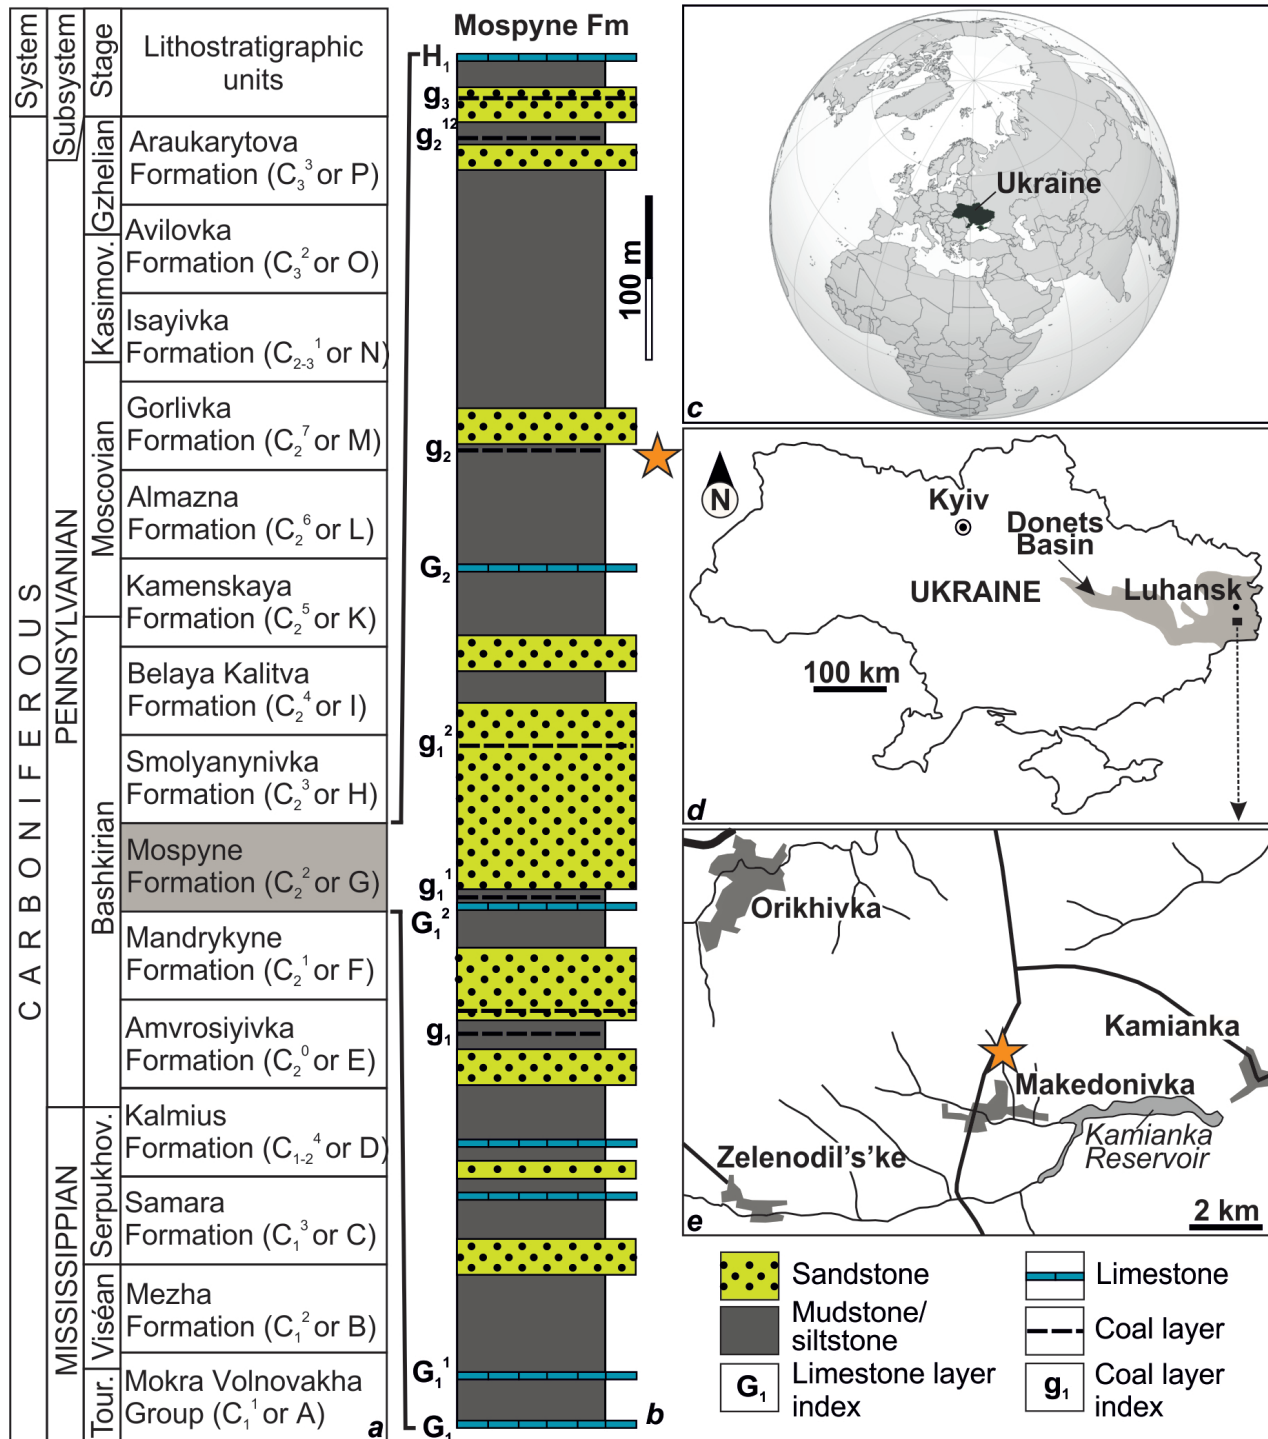 System
Subsystem
Stage
Lithostratigraphic
units
CARBONIFEROUS
PENNSYLVANIAN
MISSISSIPPIAN
Gzhelian
Kasimov.
Moscovian
Bashkirian
Serpukhov.
Viséan
Tour.
Araukarytova
Formation (C₃³ or P)
Avilovka
Formation (C₃² or O)
Isayivka
Formation (C₂₋₃¹ or N)
Gorlivka
Formation (C₂⁷ or M)
Almazna
Formation (C₂⁶ or L)
Kamenskaya
Formation (C₂⁵ or K)
Belaya Kalitva
Formation (C₂⁴ or I)
Smolyanynivka
Formation (C₂³ or H)
Mospyne
Formation (C₂² or G)
Mandrykyne
Formation (C₂¹ or F)
Amvrosiyivka
Formation (C₂⁰ or E)
Kalmius
Formation (C₁₋₂⁴ or D)
Samara
Formation (C₁³ or C)
Mezha
Formation (C₁² or B)
Mokra Volnovakha
Group (C₁¹ or A)
a
Mospyne Fm
H₁
g₃
g₂¹²
g₂
G₂
g₁²
g₁¹
G₁²
g₁
G₁¹
G₁
100 m
b
Ukraine
c
N
Kyiv
Donets
Basin
UKRAINE
Luhansk
100 km
d
Orikhivka
Kamianka
Makedonivka
Kamianka
Reservoir
Zelenodil's'ke
2 km
e
Sandstone
Mudstone/
siltstone
G₁
Limestone layer
index
Limestone
Coal layer
g₁
Coal layer
index